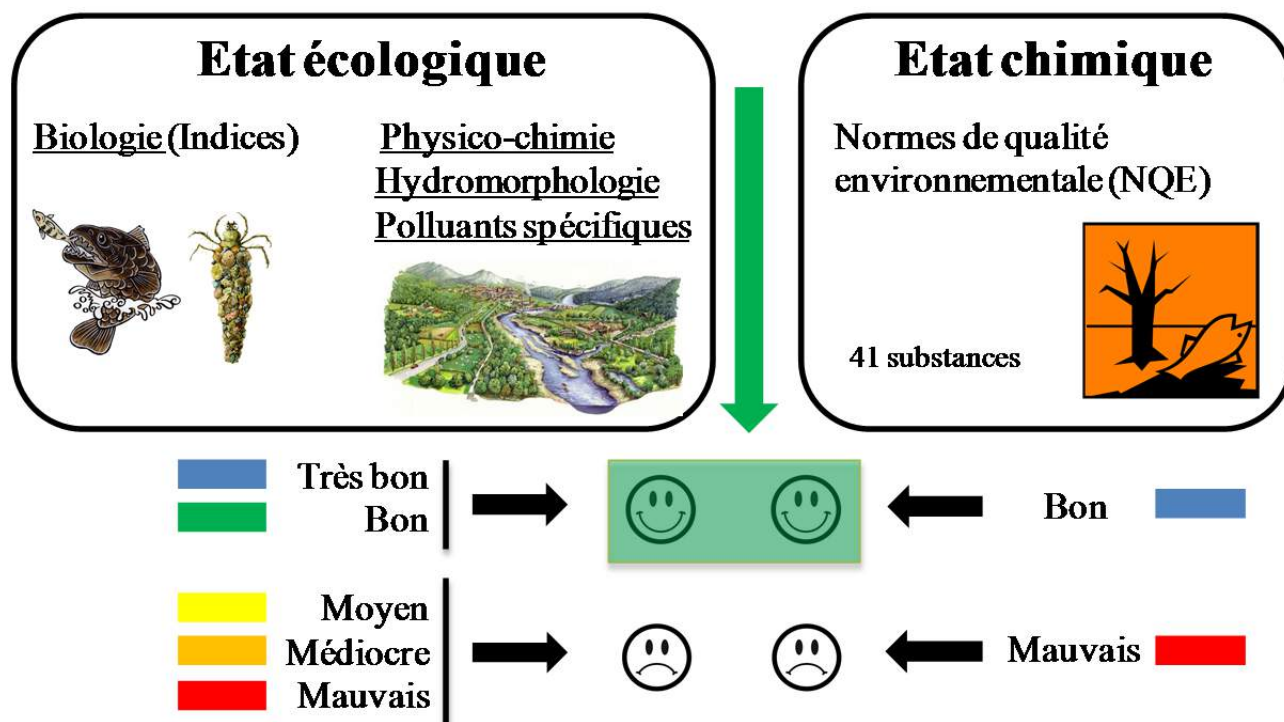 Etat écologique
Biologie (Indices)
Physico-chimie
Hydromorphologie
Polluants spécifiques
Etat chimique
Normes de qualité
environnementale (NQE)
41 substances
Très bon
Bon
Moyen
Médiocre
Mauvais
Bon
Mauvais